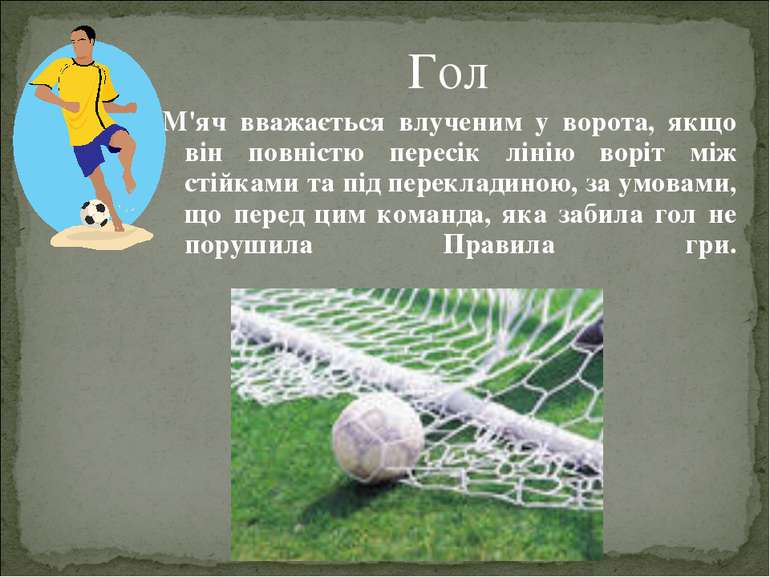 Гол
М'яч вважається влученим у ворота, якщо
він повністю пересік лінію воріт між
стійками та під перекладиною, за умовами,
що перед цим команда, яка забила гол не
порушила Правила гри.